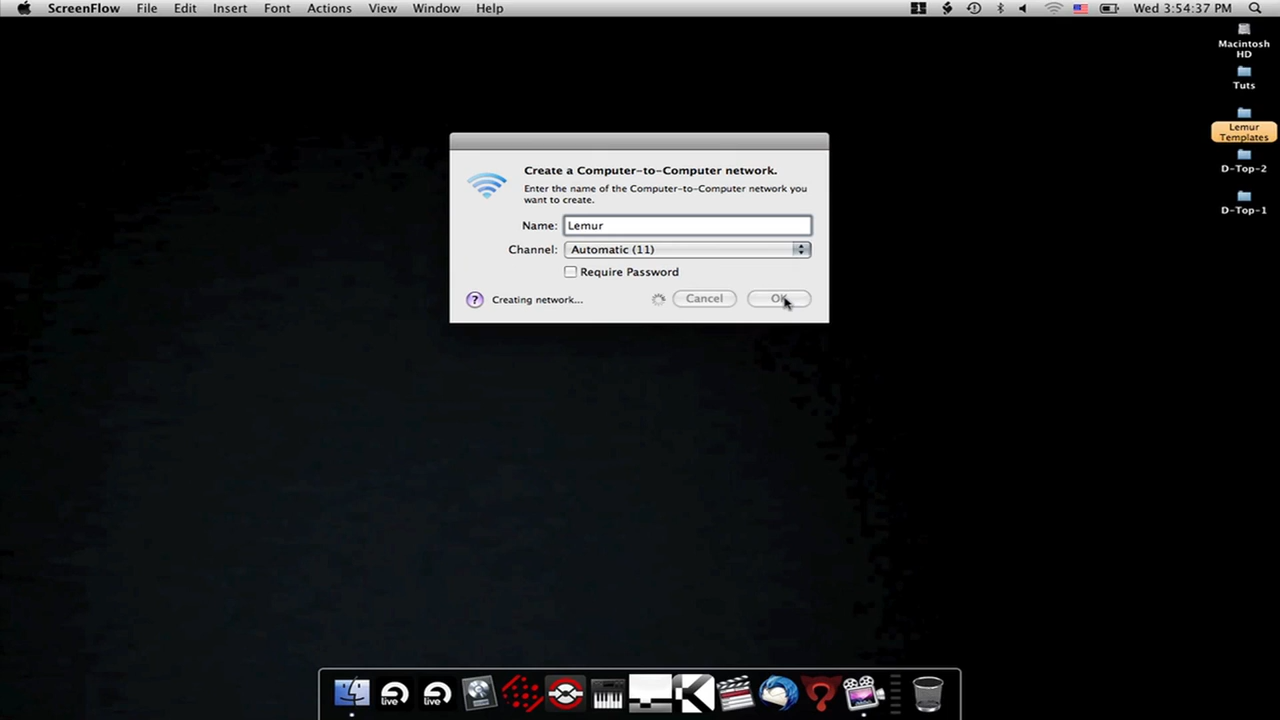 ScreenFlow File Edit Insert Font Actions View Window Help Wed 3:54:37 PM
Macintosh
HD
Tuts
Lemur
Templates
D-Top-2
D-Top-1
Create a Computer-to-Computer network.
Enter the name of the Computer-to-Computer network you
want to create.
Name: Lemur
Channel: Automatic (11)
Require Password
? Creating network... Cancel OK
live live